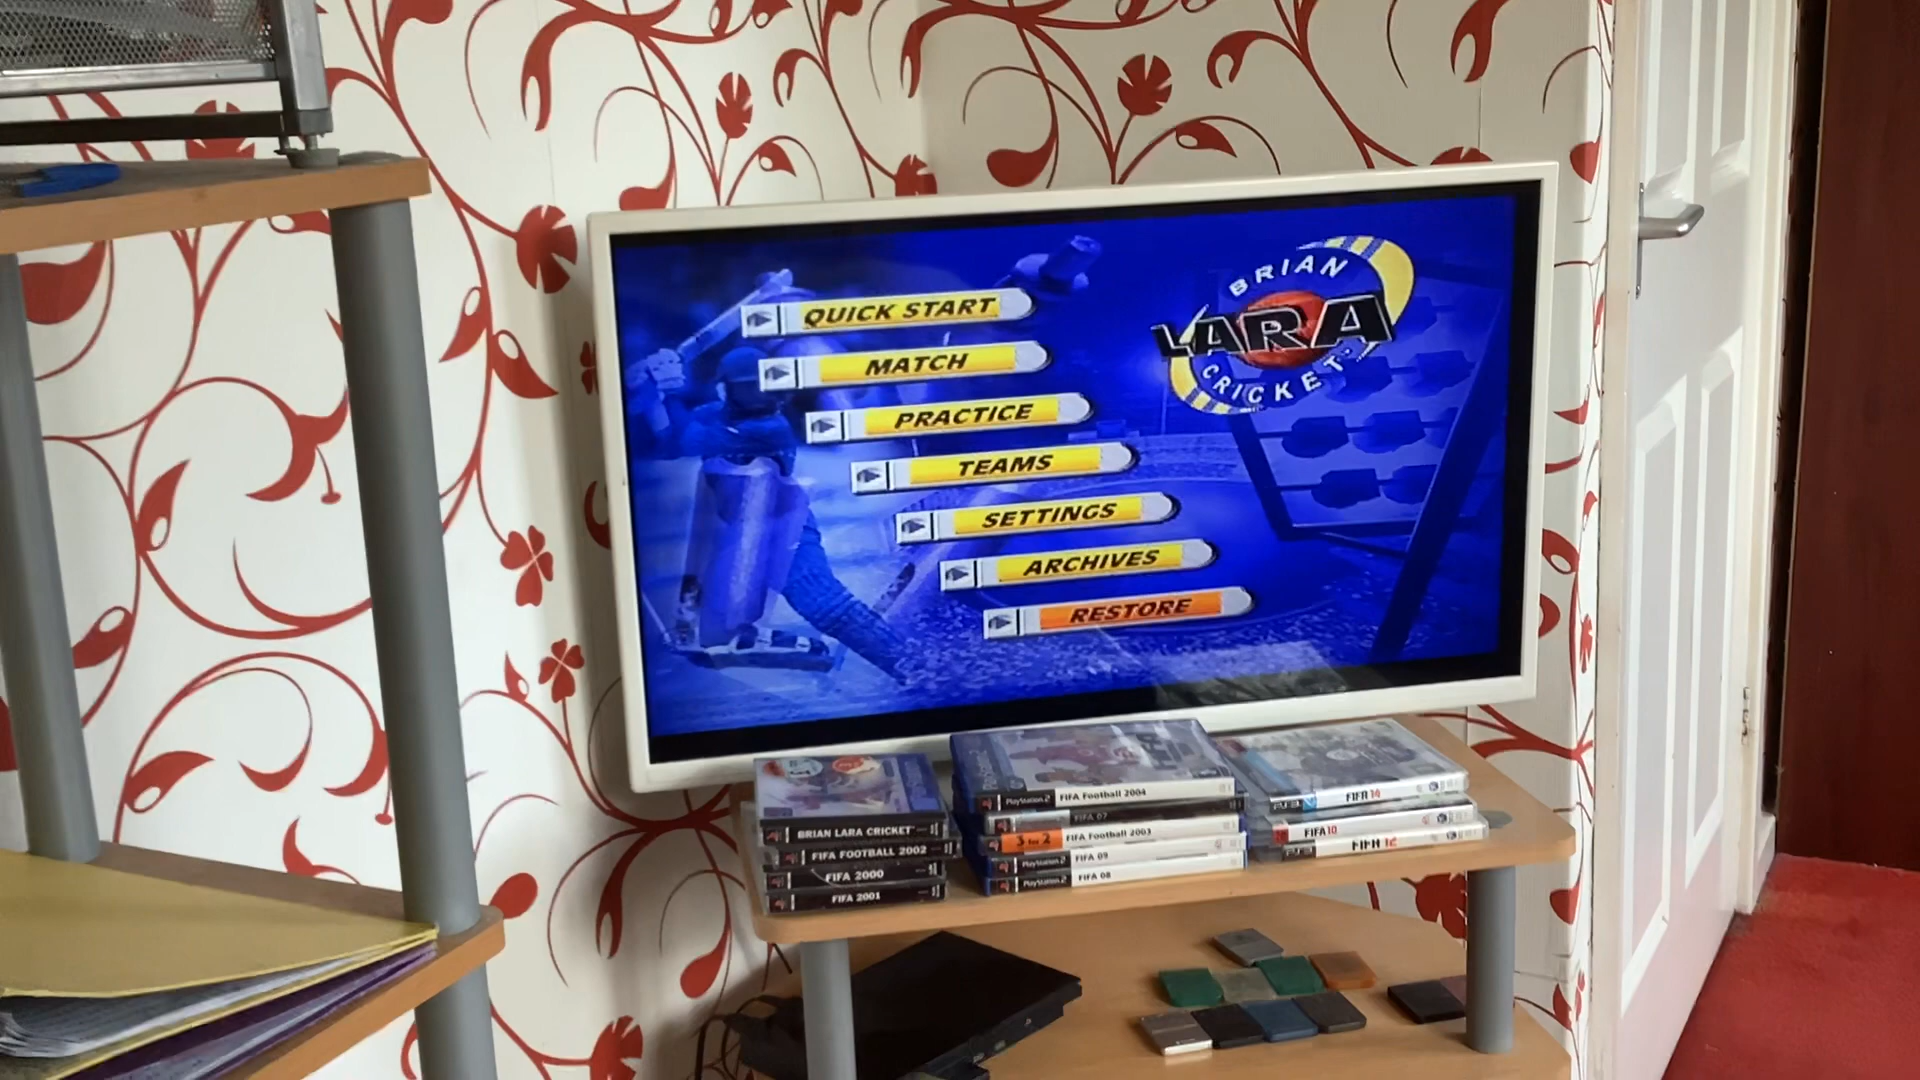 QUICK START
MATCH
PRACTICE
TEAMS
SETTINGS
ARCHIVES
RESTORE
BRIAN
LARA
CRICKET
BRIAN LARA CRICKET
FIFA FOOTBALL 2002
FIFA 2000
FIFA 2001
PlayStation 2 FIFA Football 2004
FIFA 07
3 for 2 FIFA Football 2003
PlayStation 2 FIFA 09
PlayStation 2 FIFA 08
PS3 FIFA 14
FIFA 10
PS3 FIFA 12